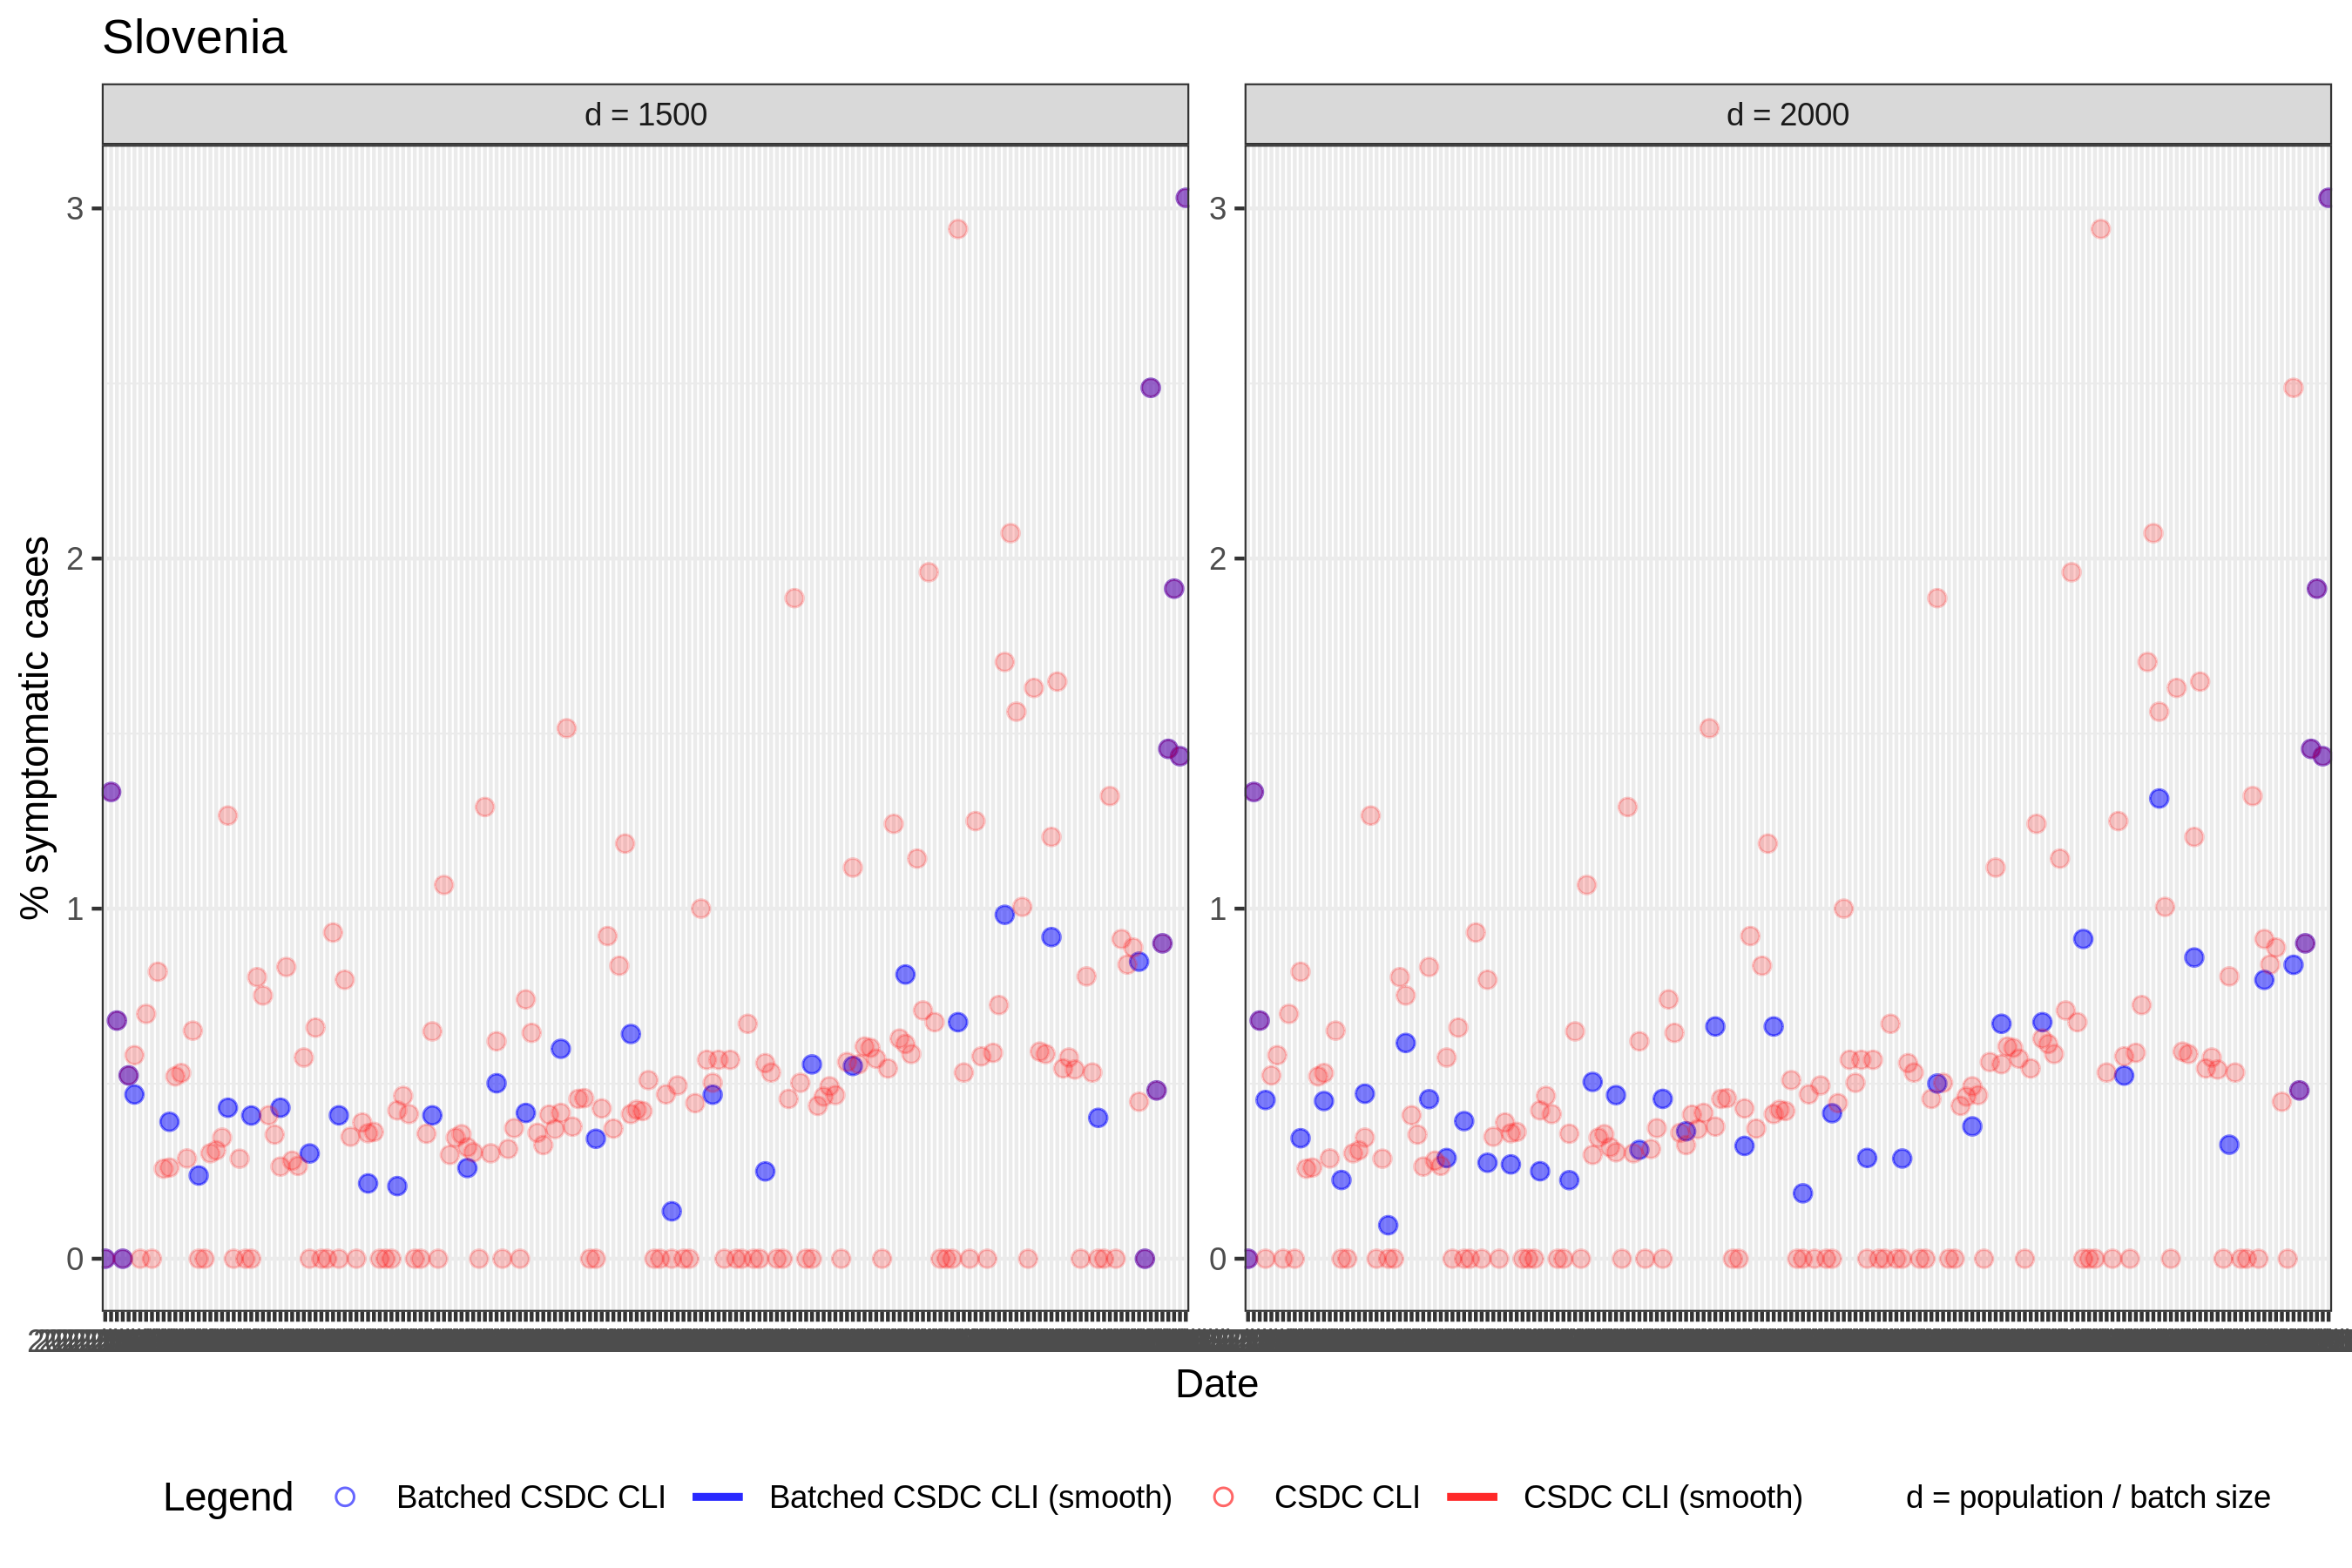 Slovenia
d = 1500
d = 2000
% symptomatic cases
3
2
1
0
3
2
1
0
Date
Legend
Batched CSDC CLI
Batched CSDC CLI (smooth)
CSDC CLI
CSDC CLI (smooth)
d = population / batch size